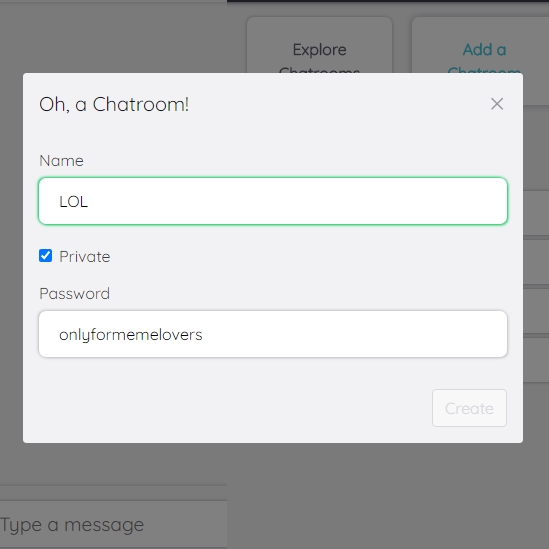 Explore
Chatrooms
Add a
Chatroom
Oh, a Chatroom!
Name
LOL
Private
Password
onlyformemelovers
Create
Type a message